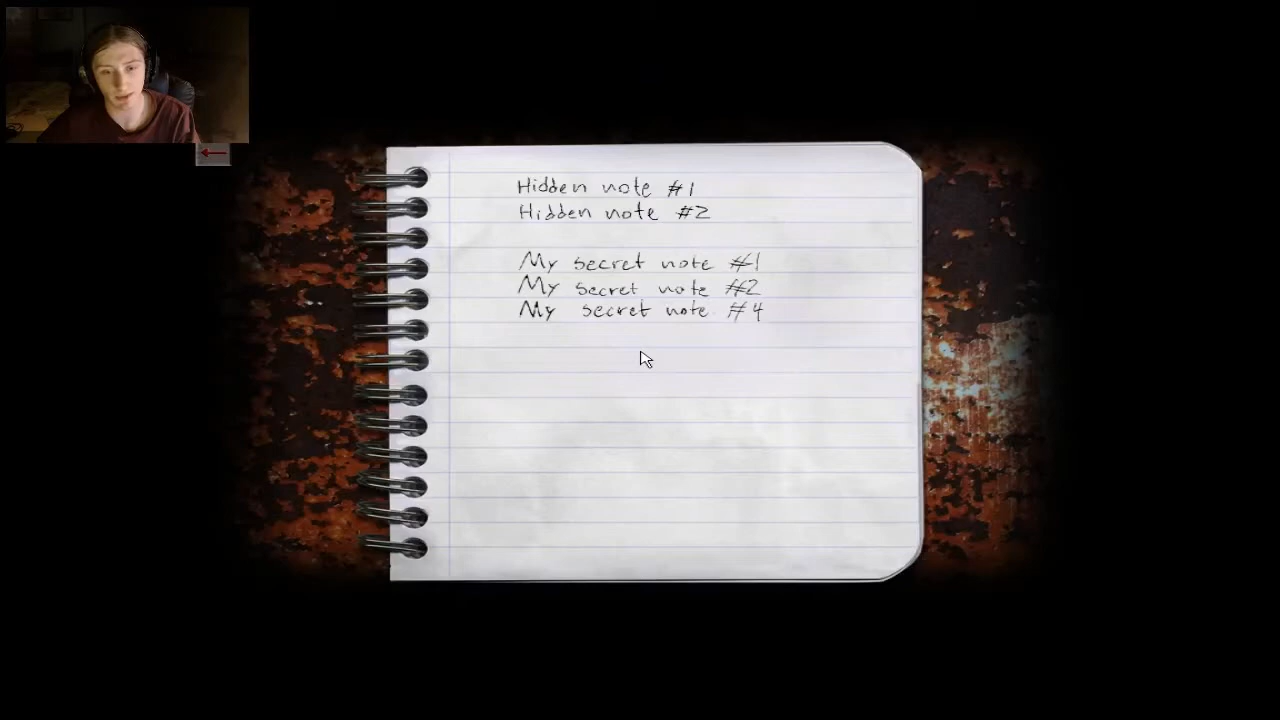 Hidden note #1
Hidden note #2
My secret note #1
My secret note #2
My secret note #4